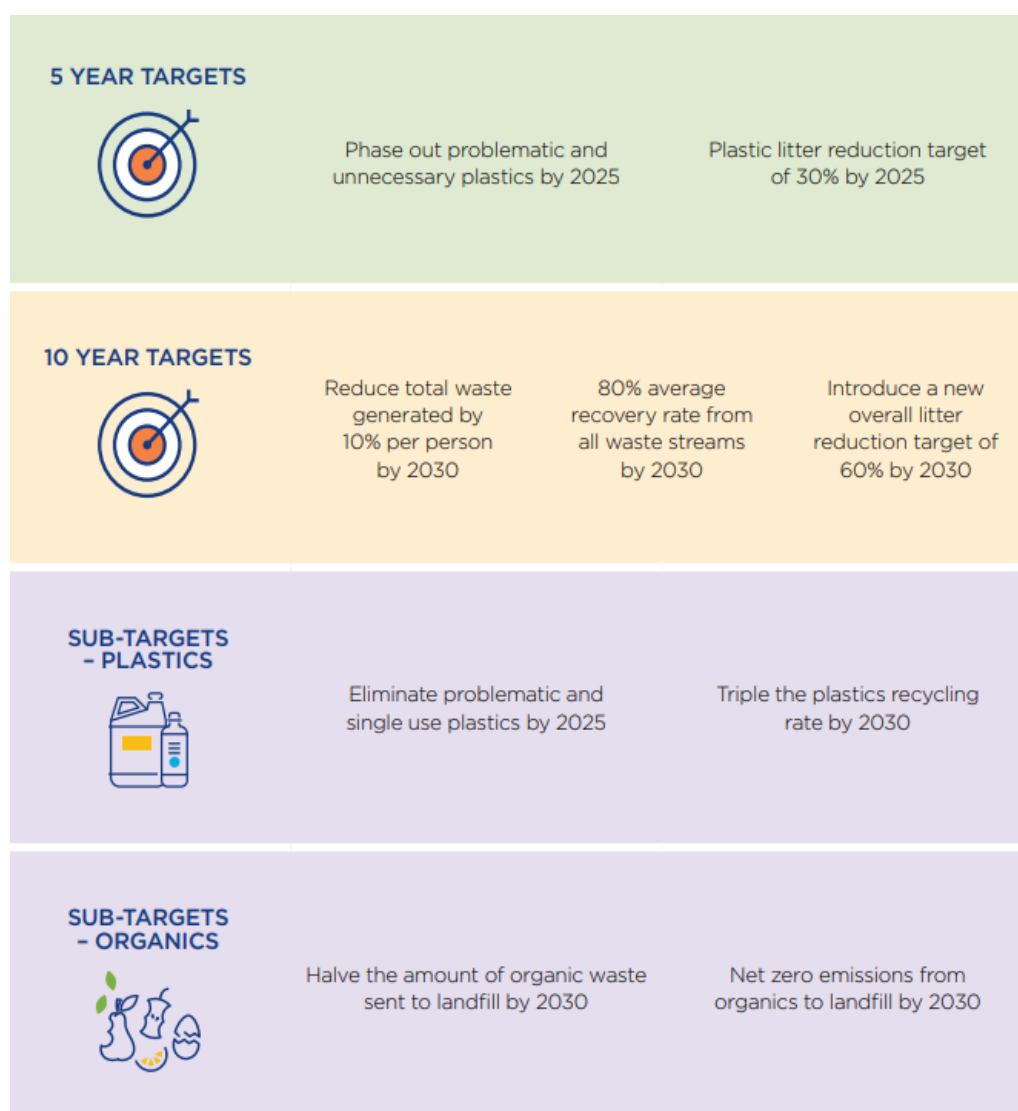 5 YEAR TARGETS
Phase out problematic and
unnecessary plastics by 2025
Plastic litter reduction target
of 30% by 2025
10 YEAR TARGETS
Reduce total waste
generated by
10% per person
by 2030
80% average
recovery rate from
all waste streams
by 2030
Introduce a new
overall litter
reduction target of
60% by 2030
SUB-TARGETS
– PLASTICS
Eliminate problematic and
single use plastics by 2025
Triple the plastics recycling
rate by 2030
SUB-TARGETS
– ORGANICS
Halve the amount of organic waste
sent to landfill by 2030
Net zero emissions from
organics to landfill by 2030